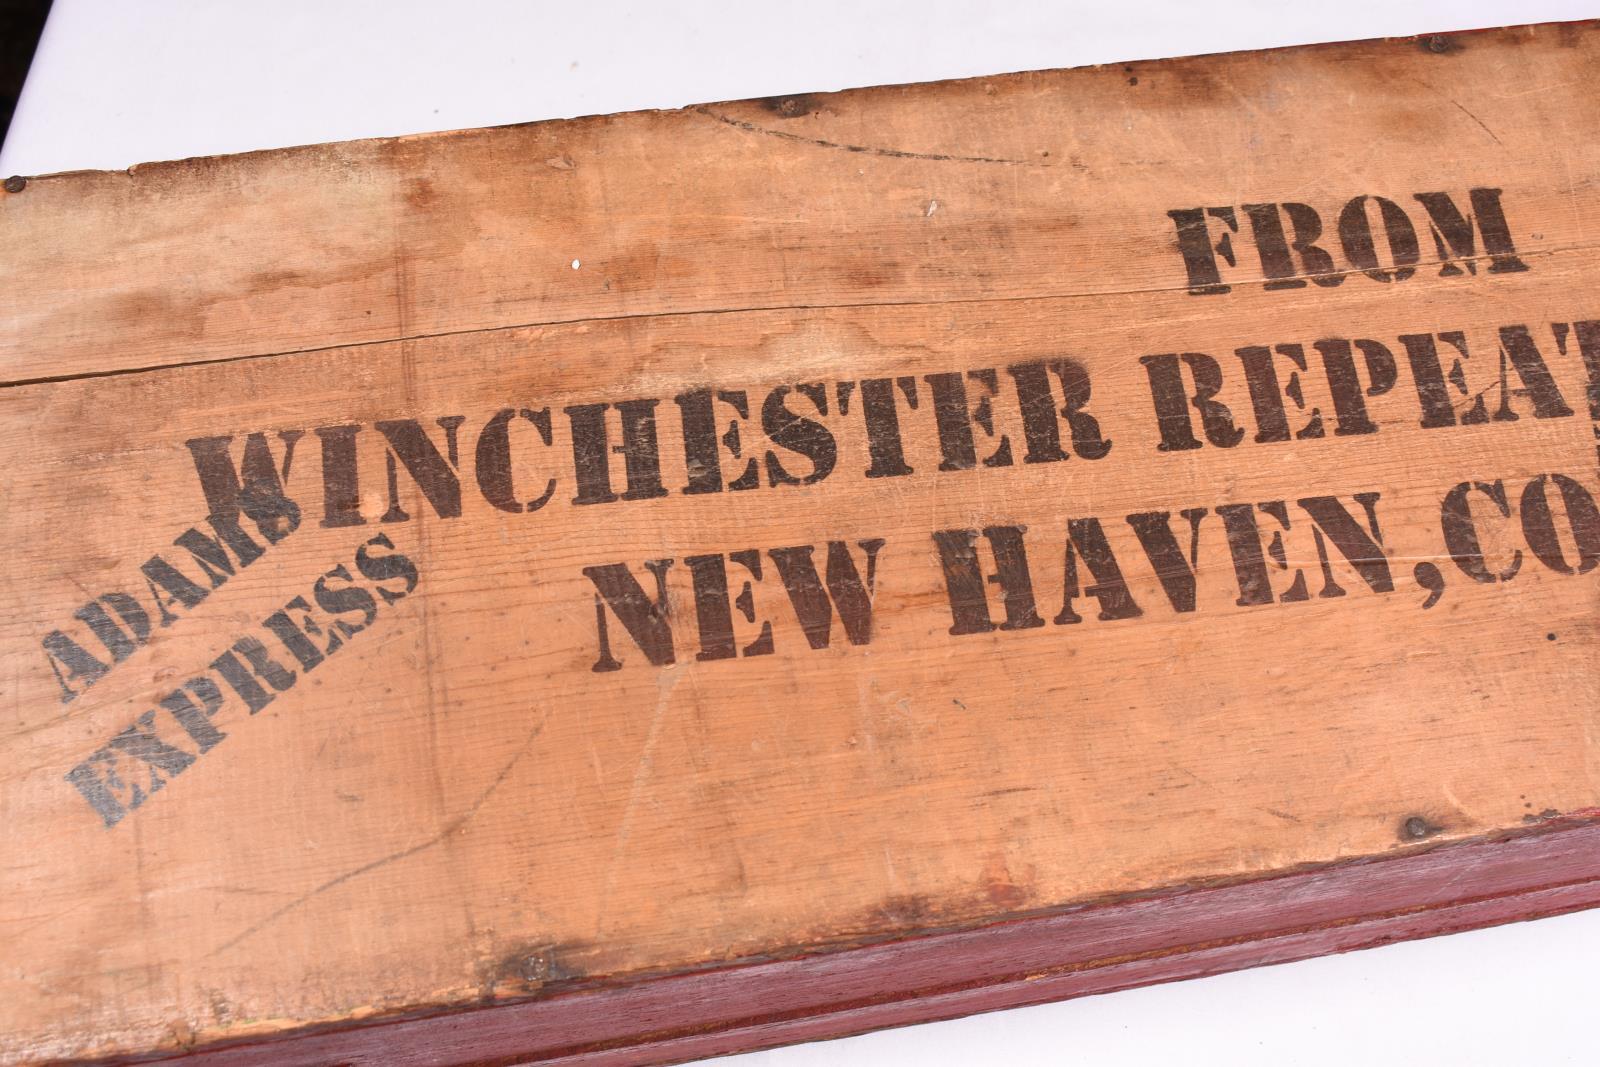 FROM
WINCHESTER REPEAT
NEW HAVEN, CO
ADAMS
EXPRESS